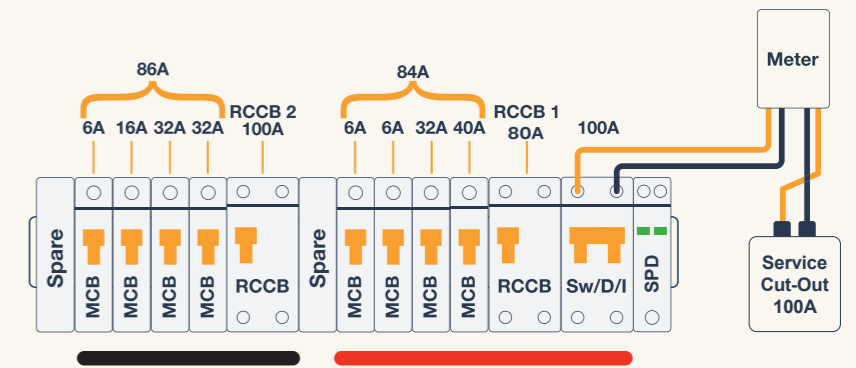 Meter
86A
84A
RCCB 2
100A
RCCB 1
80A
6A 16A 32A 32A
6A 6A 32A 40A
100A
Spare
MCB
MCB
MCB
MCB
RCCB
Spare
MCB
MCB
MCB
MCB
RCCB
Sw/D/I
SPD
Service
Cut-Out
100A